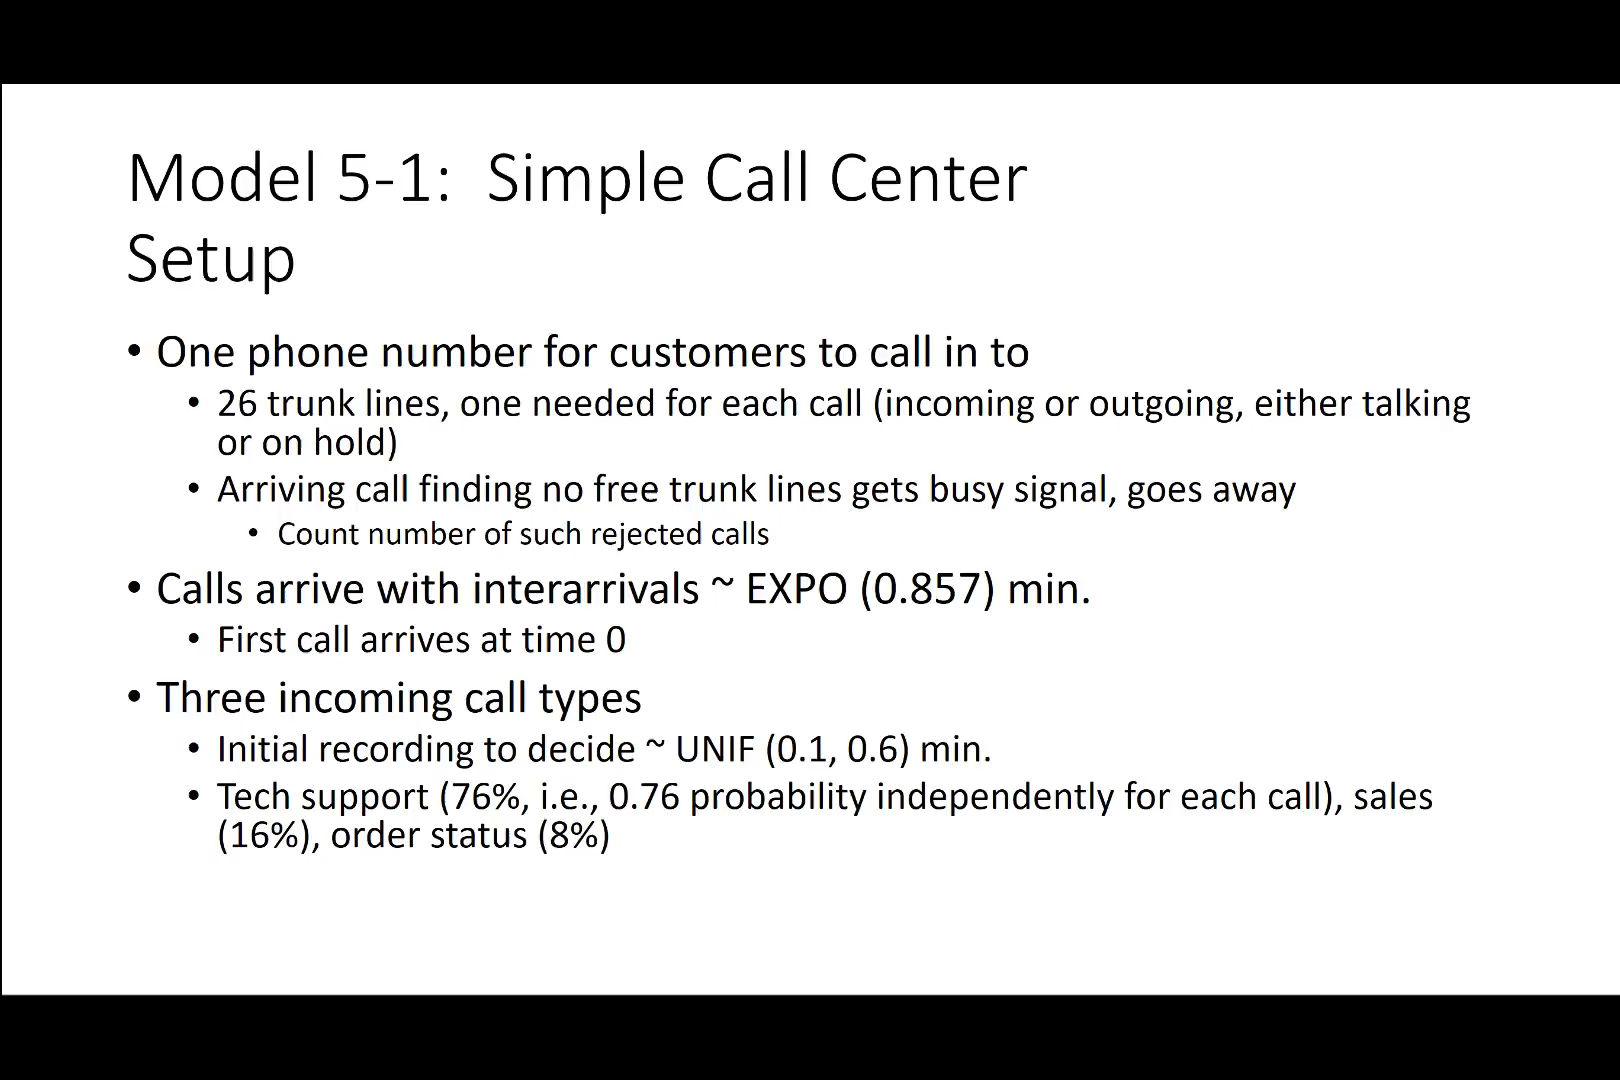 Model 5-1:  Simple Call Center
Setup
• One phone number for customers to call in to
• 26 trunk lines, one needed for each call (incoming or outgoing, either talking
or on hold)
• Arriving call finding no free trunk lines gets busy signal, goes away
• Count number of such rejected calls
• Calls arrive with interarrivals ~ EXPO (0.857) min.
• First call arrives at time 0
• Three incoming call types
• Initial recording to decide ~ UNIF (0.1, 0.6) min.
• Tech support (76%, i.e., 0.76 probability independently for each call), sales
(16%), order status (8%)